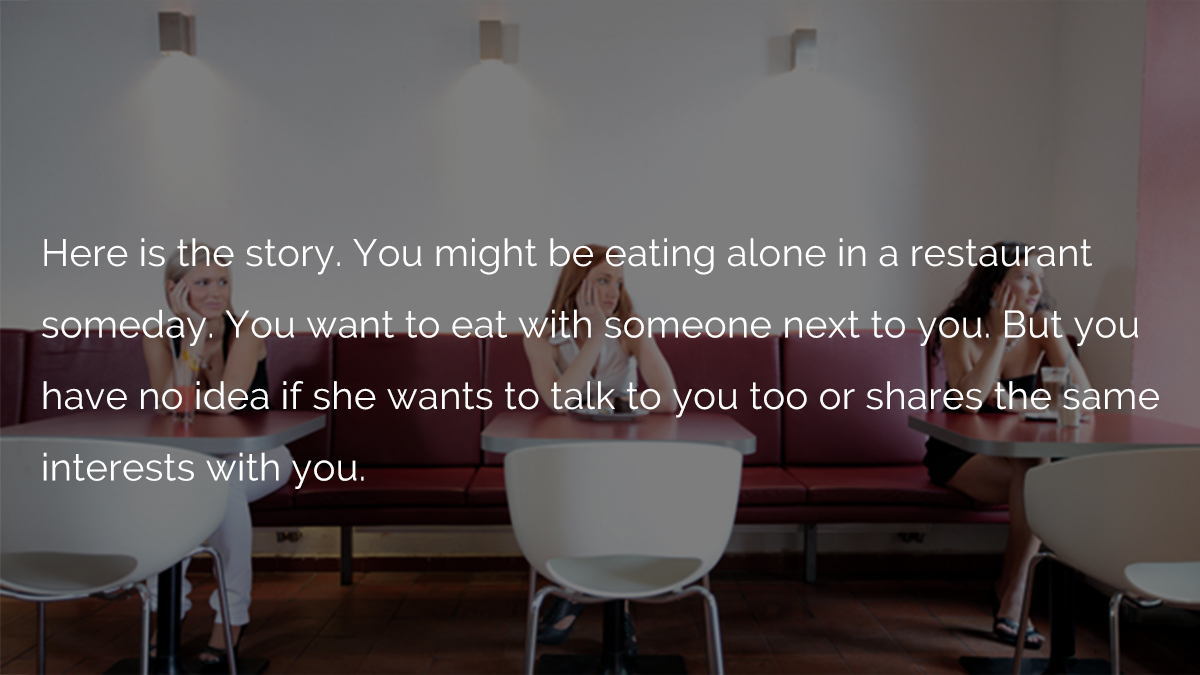 Here is the story. You might be eating alone in a restaurant
someday. You want to eat with someone next to you. But you
have no idea if she wants to talk to you too or shares the same
interests with you.